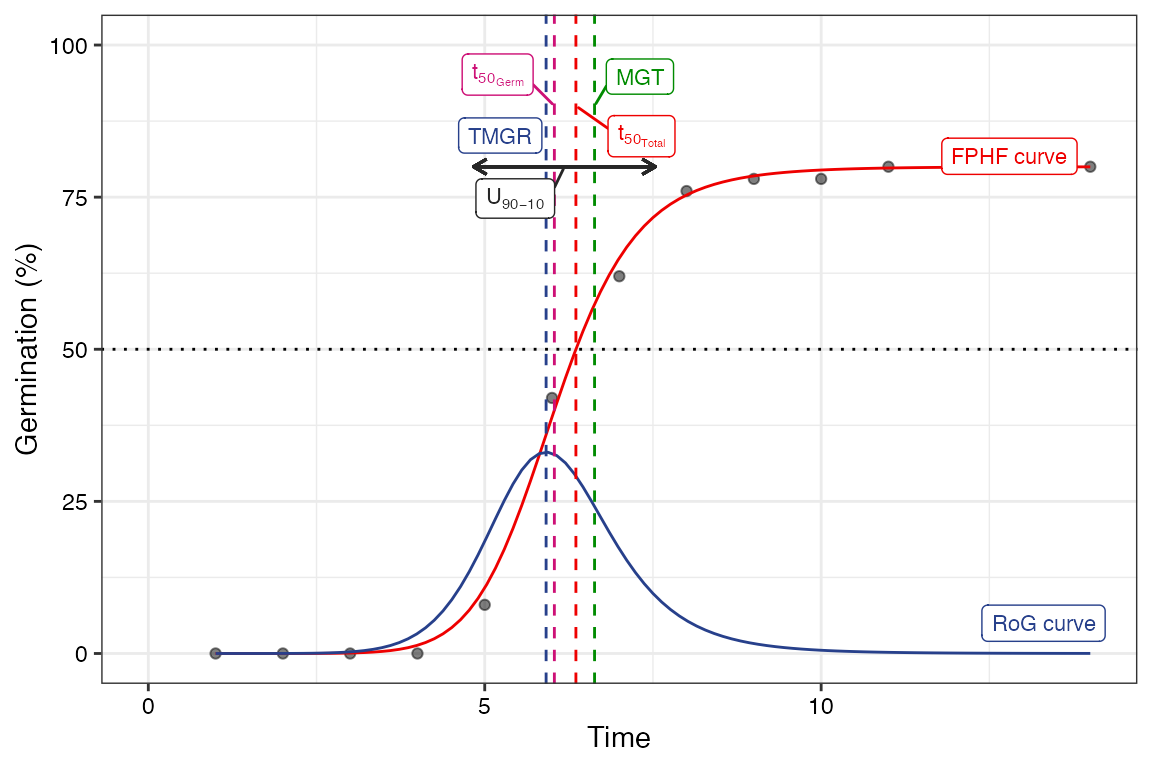 100
75
50
25
0
Germination (%)
t50Germ
MGT
TMGR
t50Total
U90−10
FPHF curve
RoG curve
0
5
10
Time